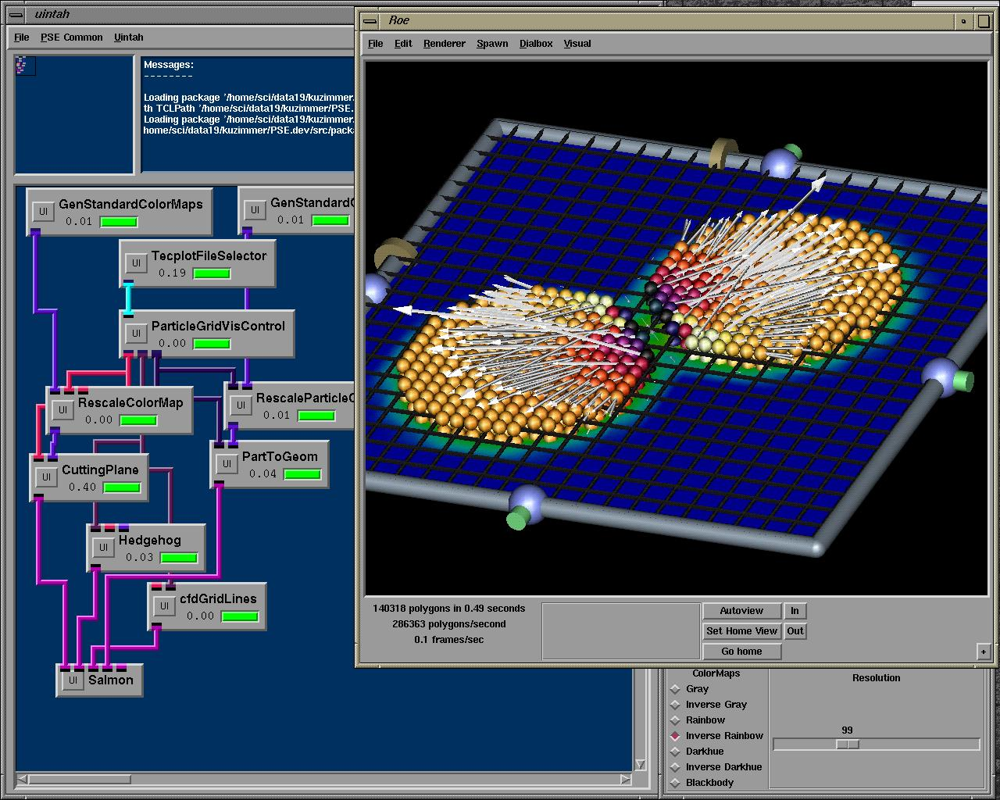 uintah
File PSE Common Uintah
Messages:
--------
Loading package '/home/sci/data19/kuzimmer.
th TCLPath '/home/sci/data19/kuzimmer/PSE.
Loading package '/home/sci/data19/kuzimmer.
home/sci/data19/kuzimmer/PSE.dev/src/pack
UI GenStandardColorMaps
0.01
UI GenStandardC
0.01
UI TecplotFileSelector
0.19
UI ParticleGridVisControl
0.00
UI RescaleColorMap
0.00
UI RescaleParticleC
0.01
UI CuttingPlane
0.40
UI PartToGeom
0.04
UI Hedgehog
0.03
UI cfdGridLines
0.00
UI Salmon
Roe
File Edit Renderer Spawn Dialbox Visual
140318 polygons in 0.49 seconds
286363 polygons/second
0.1 frames/sec
Autoview In
Set Home View Out
Go home
+
ColorMaps
Gray
Inverse Gray
Rainbow
Inverse Rainbow
Darkhue
Inverse Darkhue
Blackbody
Resolution
99